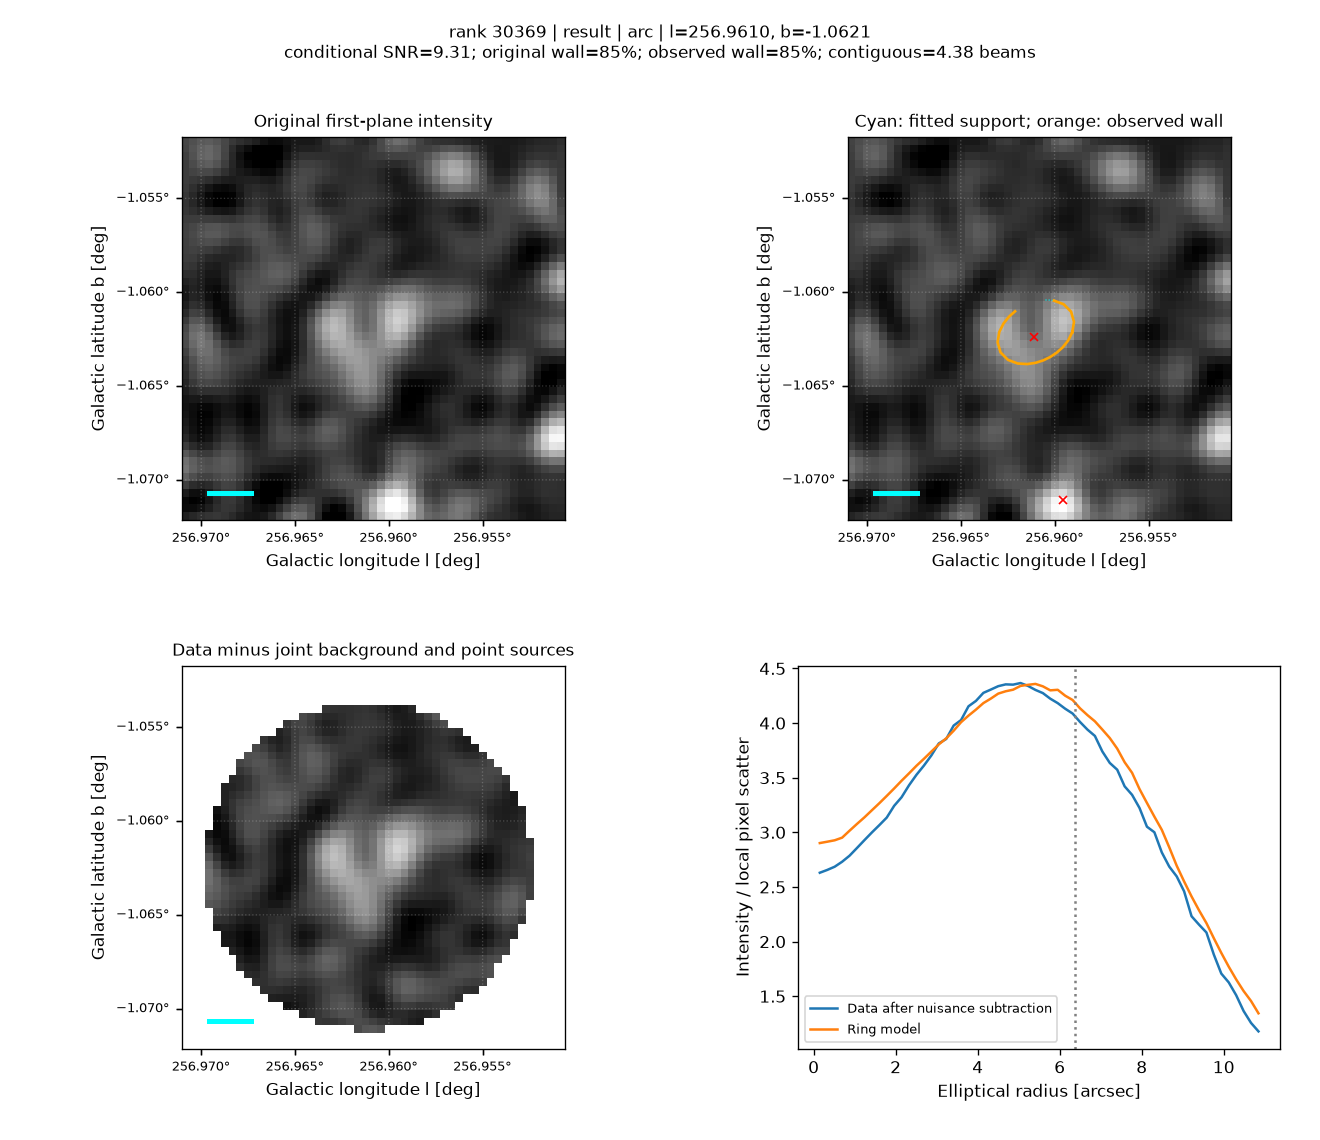 rank 30369 | result | arc | l=256.9610, b=-1.0621
conditional SNR=9.31; original wall=85%; observed wall=85%; contiguous=4.38 beams
Original first-plane intensity
−1.055°
−1.060°
−1.065°
−1.070°
Galactic latitude b [deg]
256.970°
256.965°
256.960°
256.955°
Galactic longitude l [deg]
Cyan: fitted support; orange: observed wall
−1.055°
−1.060°
−1.065°
−1.070°
Galactic latitude b [deg]
256.970°
256.965°
256.960°
256.955°
Galactic longitude l [deg]
Data minus joint background and point sources
−1.055°
−1.060°
−1.065°
−1.070°
Galactic latitude b [deg]
256.970°
256.965°
256.960°
256.955°
Galactic longitude l [deg]
4.5
4.0
3.5
3.0
2.5
2.0
1.5
Intensity / local pixel scatter
Data after nuisance subtraction
Ring model
0
2
4
6
8
10
Elliptical radius [arcsec]